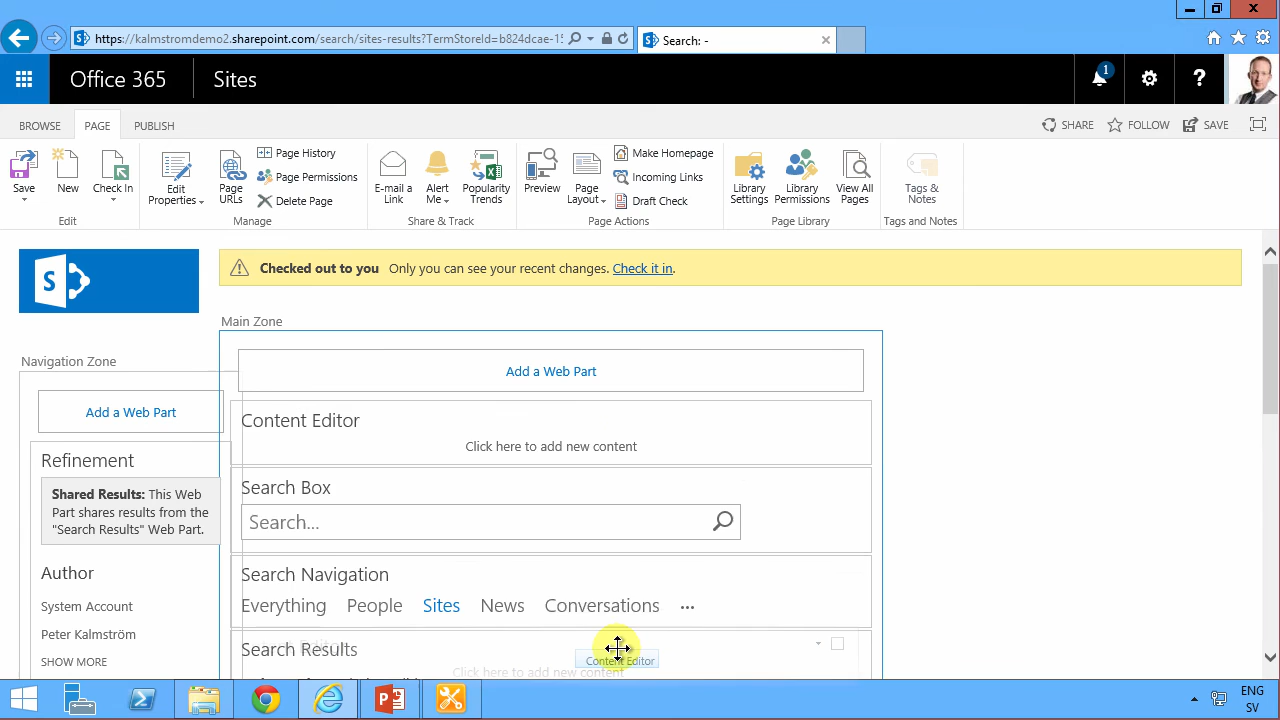 https://kalmstromdemo2.sharepoint.com/search/sites-results?TermStoreId=b824dcae-15
Search: -
Office 365
Sites
1
?
BROWSE
PAGE
PUBLISH
SHARE
FOLLOW
SAVE
Save
New
Check In
Edit
Edit Properties
Page URLs
Page History
Page Permissions
Delete Page
Manage
E-mail a Link
Alert Me
Popularity Trends
Share & Track
Preview
Page Layout
Make Homepage
Incoming Links
Draft Check
Page Actions
Library Settings
Library Permissions
View All Pages
Page Library
Tags & Notes
Tags and Notes
S
Checked out to you Only you can see your recent changes. Check it in.
Main Zone
Navigation Zone
Add a Web Part
Add a Web Part
Content Editor
Click here to add new content
Refinement
Shared Results: This Web
Part shares results from the
"Search Results" Web Part.
Search Box
Search...
Author
System Account
Peter Kalmström
SHOW MORE
Search Navigation
Everything People Sites News Conversations ...
Search Results
Content Editor
Click here to add new content
ENG
SV